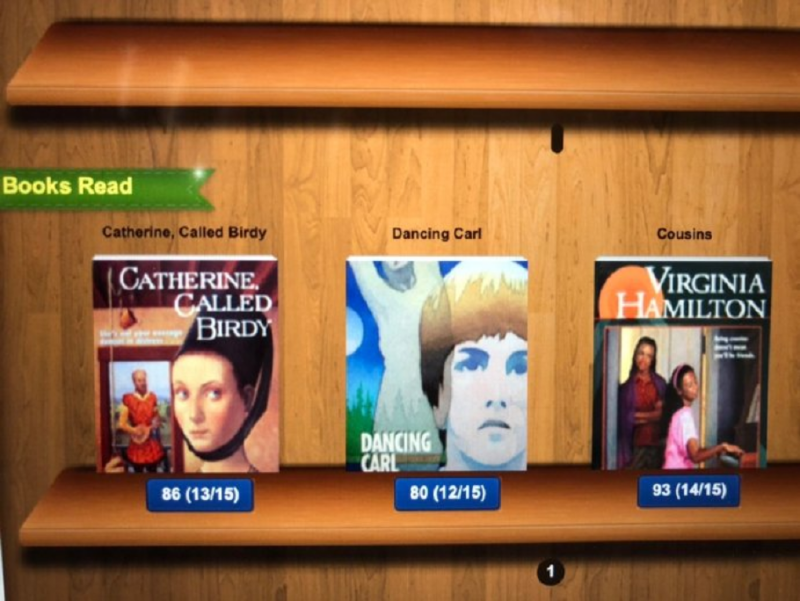 Books Read
Catherine, Called Birdy
Dancing Carl
Cousins
CATHERINE,
CALLED
BIRDY
She's not your average
damsel in distress...
DANCING
CARL
VIRGINIA
HAMILTON
Being cousins
doesn't mean
you'll be friends.
86 (13/15)
80 (12/15)
93 (14/15)
1